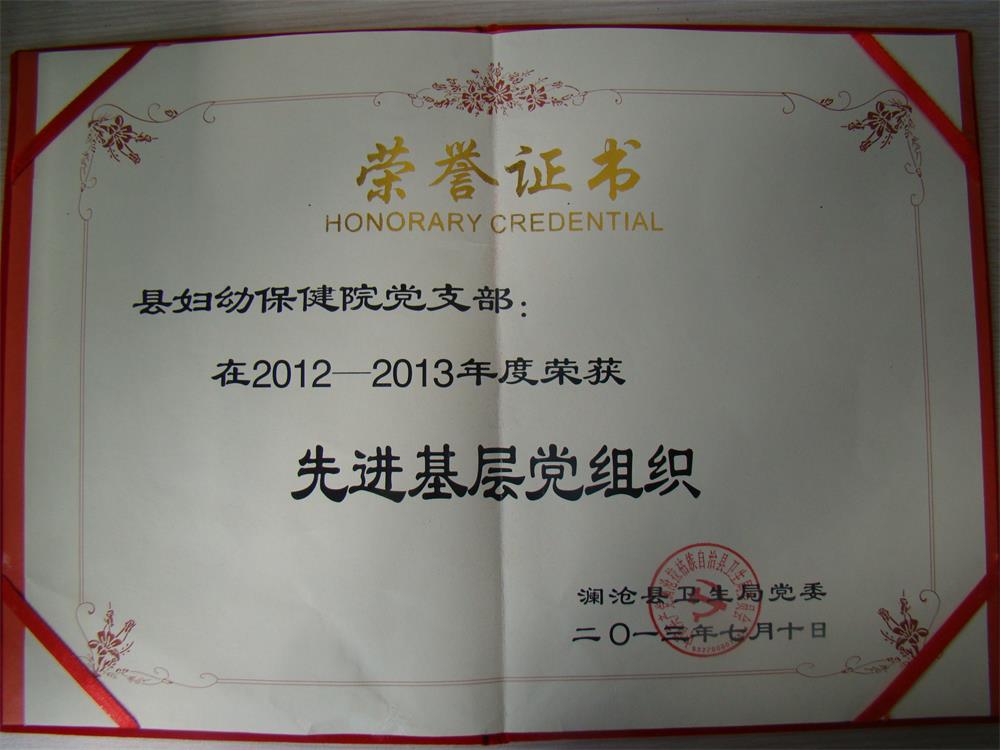 荣誉证书
HONORARY CREDENTIAL
县妇幼保健院党支部：
在2012—2013年度荣获
先进基层党组织
澜沧县卫生局党委
二〇一三年七月十日